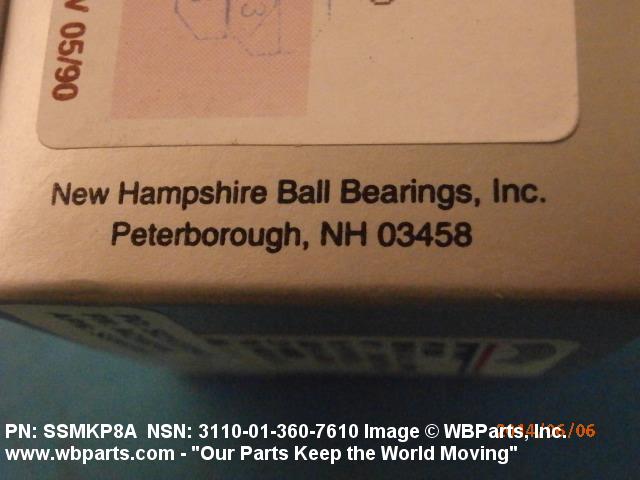 V 05/90
New Hampshire Ball Bearings, Inc.
Peterborough, NH 03458
PN: SSMKP8A NSN: 3110-01-360-7610 Image © WBParts, Inc.
www.wbparts.com - "Our Parts Keep the World Moving"